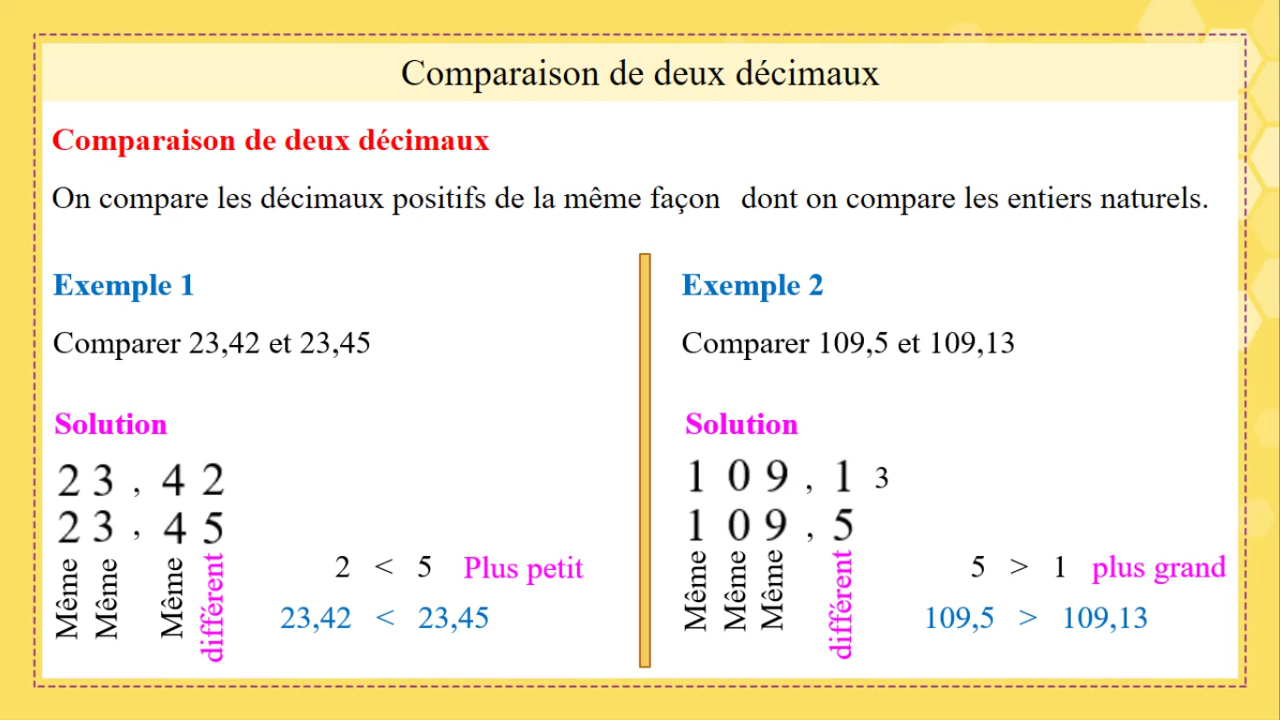 Comparaison de deux décimaux
Comparaison de deux décimaux
On compare les décimaux positifs de la même façon dont on compare les entiers naturels.
Exemple 1
Comparer 23,42 et 23,45
Solution
2 3 , 4 2
2 3 , 4 5
Même Même Même différent
2 < 5 Plus petit
23,42 < 23,45
Exemple 2
Comparer 109,5 et 109,13
Solution
1 0 9 , 1 3
1 0 9 , 5
Même Même Même différent
5 > 1 plus grand
109,5 > 109,13